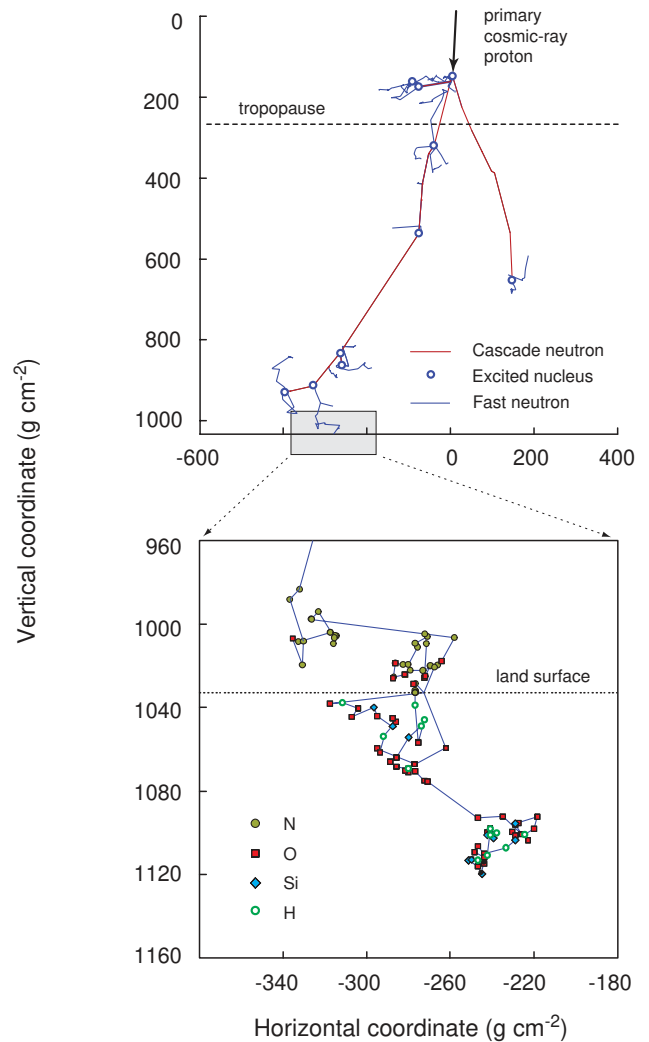 primary
cosmic-ray
proton
tropopause
0
200
400
600
800
1000
-600
0
200
400
Cascade neutron
Excited nucleus
Fast neutron
Vertical coordinate (g cm-2)
960
1000
1040
1080
1120
1160
land surface
N
O
Si
H
-340
-300
-260
-220
-180
Horizontal coordinate (g cm-2)